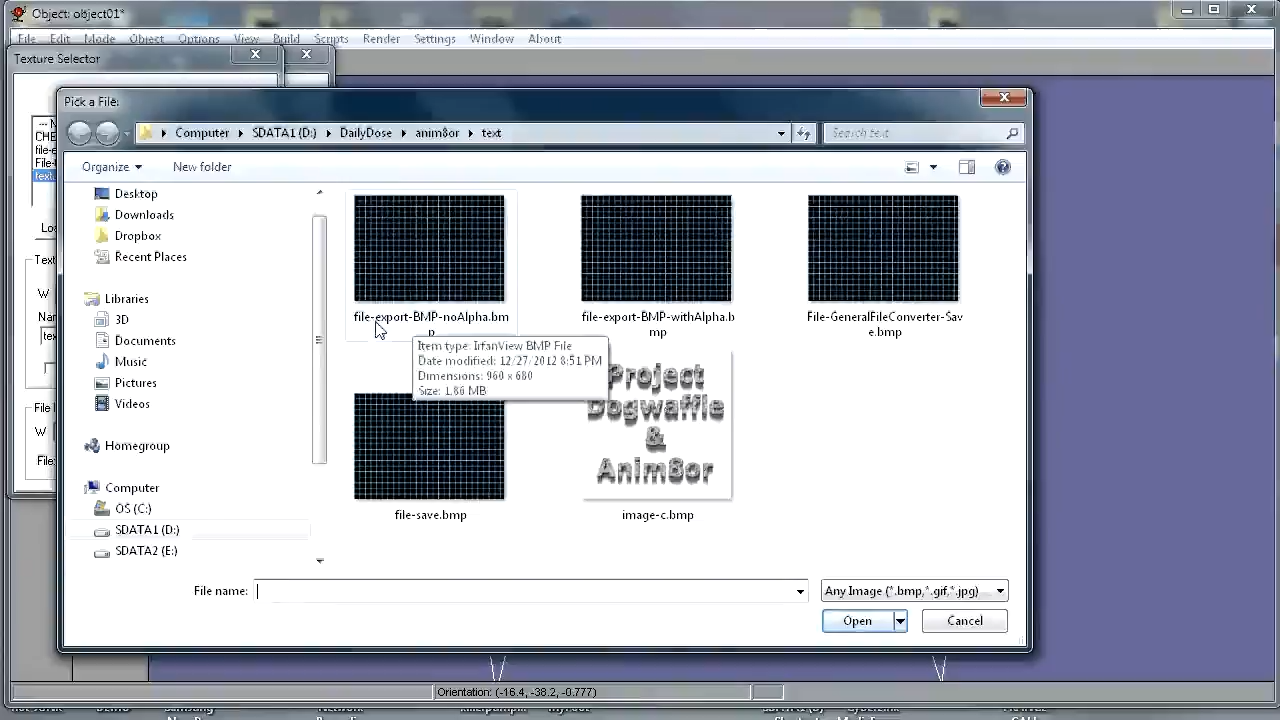 Object: object01*
File Edit Mode Object Options View Build Scripts Render Settings Window About
Texture Selector
Pick a File:
Computer SDATA1 (D:) DailyDose anim8or text
Search text
Organize New folder
Desktop
Downloads
Dropbox
Recent Places
Libraries
3D
Documents
Music
Pictures
Videos
Homegroup
Computer
OS (C:)
SDATA1 (D:)
SDATA2 (E:)
file-export-BMP-noAlpha.bm
p
file-export-BMP-withAlpha.b
mp
File-GeneralFileConverter-Sav
e.bmp
Item type: IrfanView BMP File
Date modified: 12/27/2012 8:51 PM
Dimensions: 960 x 680
Size: 1.86 MB
Project
Dogwaffle
&
Anim8or
file-save.bmp
image-c.bmp
File name:
Any Image (*.bmp,*.gif,*.jpg)
Open
Cancel
Orientation: (-16.4, -38.2, -0.777)